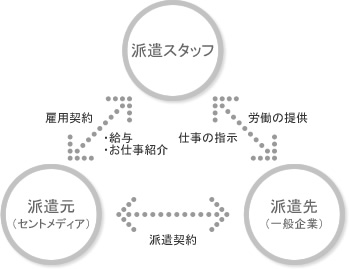 派遣スタッフ
雇用契約
・給与
・お仕事紹介
仕事の指示
労働の提供
派遣元
（セントメディア）
派遣先
（一般企業）
派遣契約